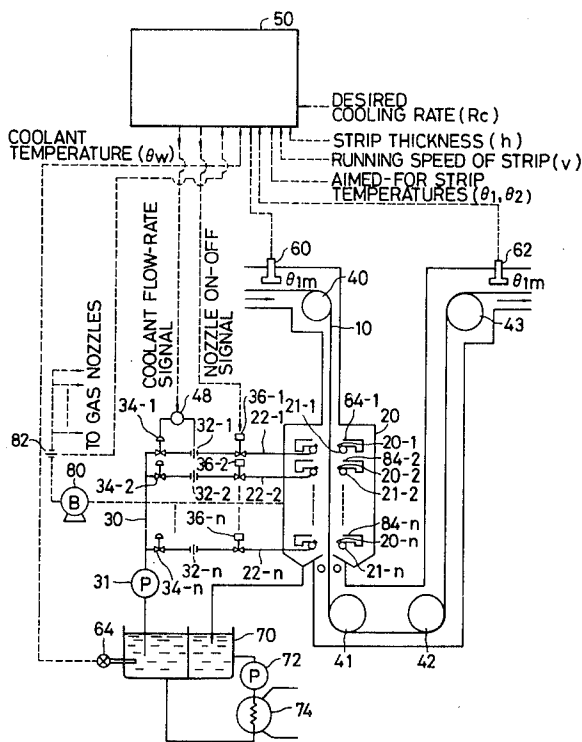 50
DESIRED
COOLING RATE (Rc)
COOLANT
TEMPERATURE (θw)
STRIP THICKNESS (h)
RUNNING SPEED OF STRIP (v)
AIMED-FOR STRIP
TEMPERATURES (θ1, θ2)
60
62
θ1m
θ1m
40
43
10
TO GAS NOZZLES
COOLANT FLOW-RATE
SIGNAL
NOZZLE ON-OFF
SIGNAL
48
36-1
21-1
84-1
20
34-1
32-1
22-1
20-1
84-2
82
36-2
20-2
80
34-2
32-2
22-2
21-2
B
30
36-n
84-n
20-n
31
P
34-n
32-n
22-n
21-n
64
70
72
P
41
42
74